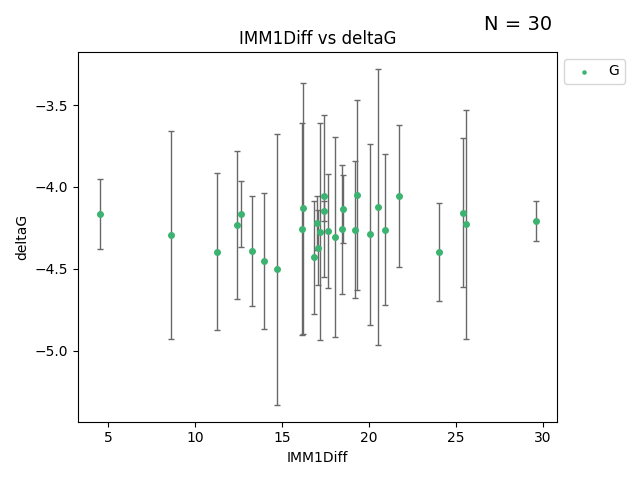 N = 30
IMM1Diff vs deltaG
G
deltaG
−3.5
−4.0
−4.5
−5.0
5 10 15 20 25 30
IMM1Diff